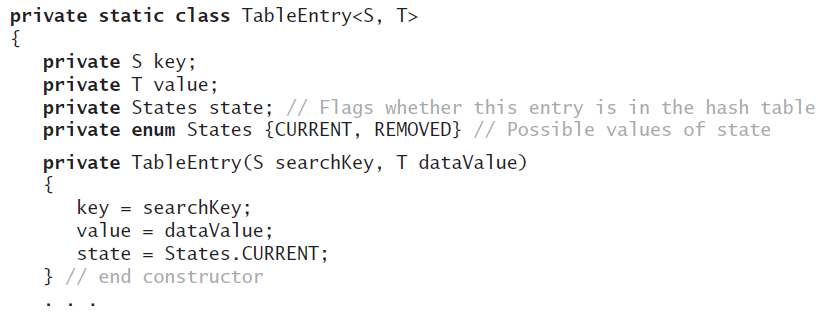 private static class TableEntry<S, T>
{
private S key;
private T value;
private States state; // Flags whether this entry is in the hash table
private enum States {CURRENT, REMOVED} // Possible values of state
private TableEntry(S searchKey, T dataValue)
{
key = searchKey;
value = dataValue;
state = States.CURRENT;
} // end constructor
. . .